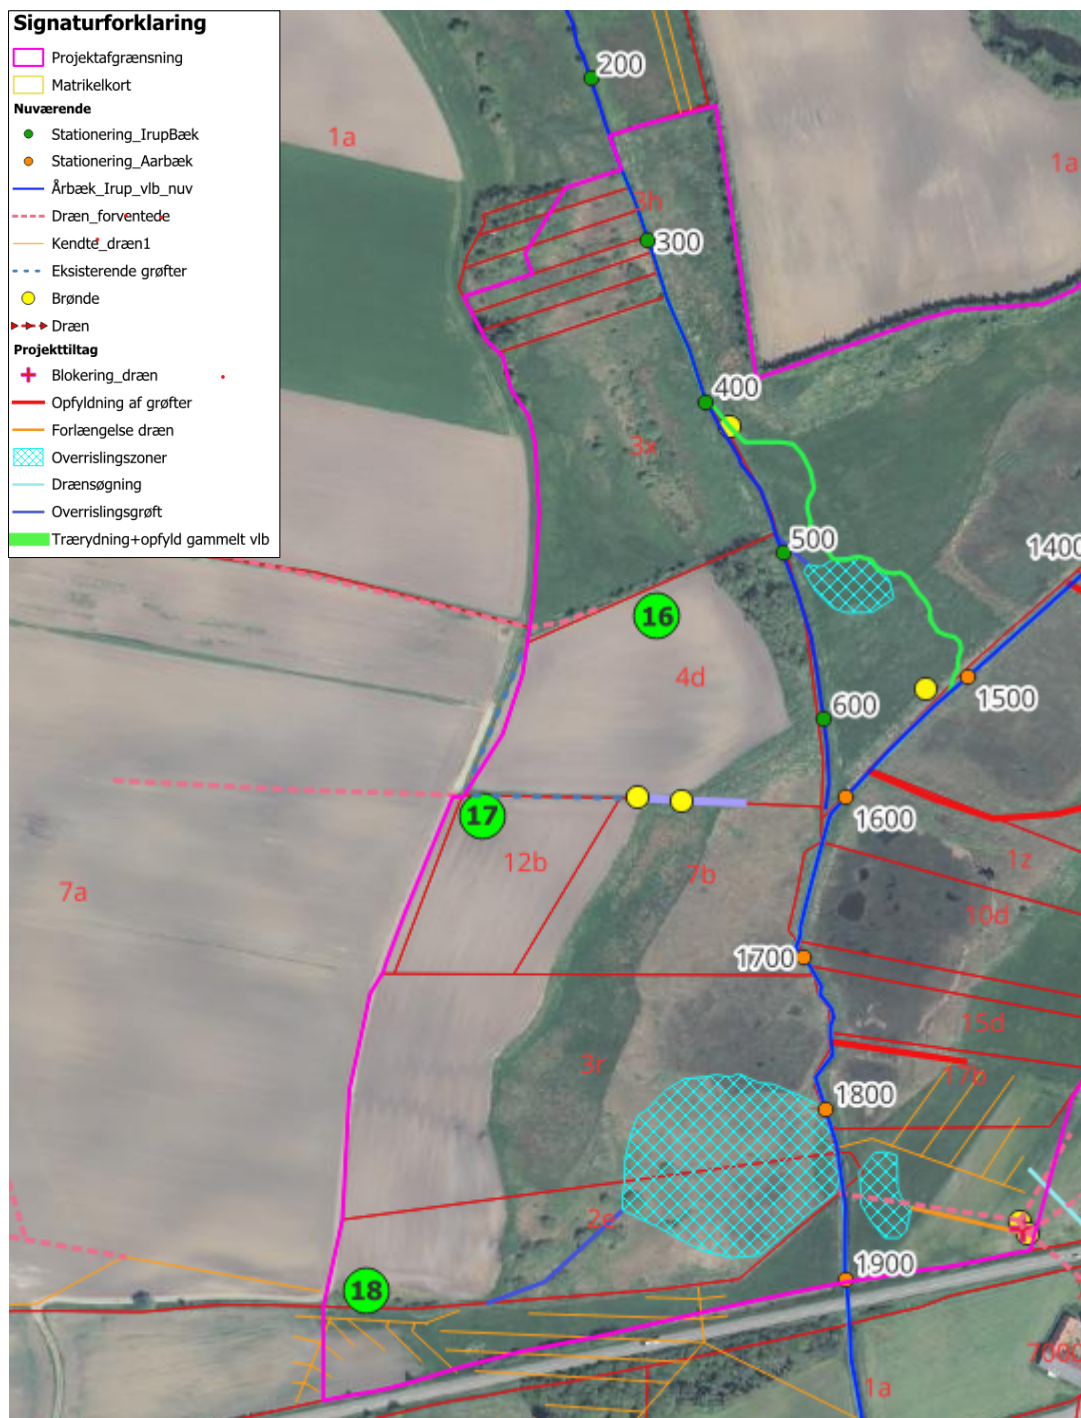 Signaturforklaring
Projektafgrænsning
Matrikelkort
Nuværende
Stationering_IrupBæk
Stationering_Aarbæk
Årbæk_Irup_vlb_nuv
Dræn_forventede
Kendte_dræn1
Eksisterende grøfter
Brønde
Dræn
Projekttiltag
Blokering_dræn
Opfyldning af grøfter
Forlængelse dræn
Overrislingszoner
Drænsøgning
Overrislingsgrøft
Trærydning+opfyld gammelt vlb
200
1a
1a
300
400
3x
500
1400
16
4d
1500
600
17
1600
12b
7b
1z
7a
10d
1700
15d
3r
17b
1800
2e
1900
18
7000
1a